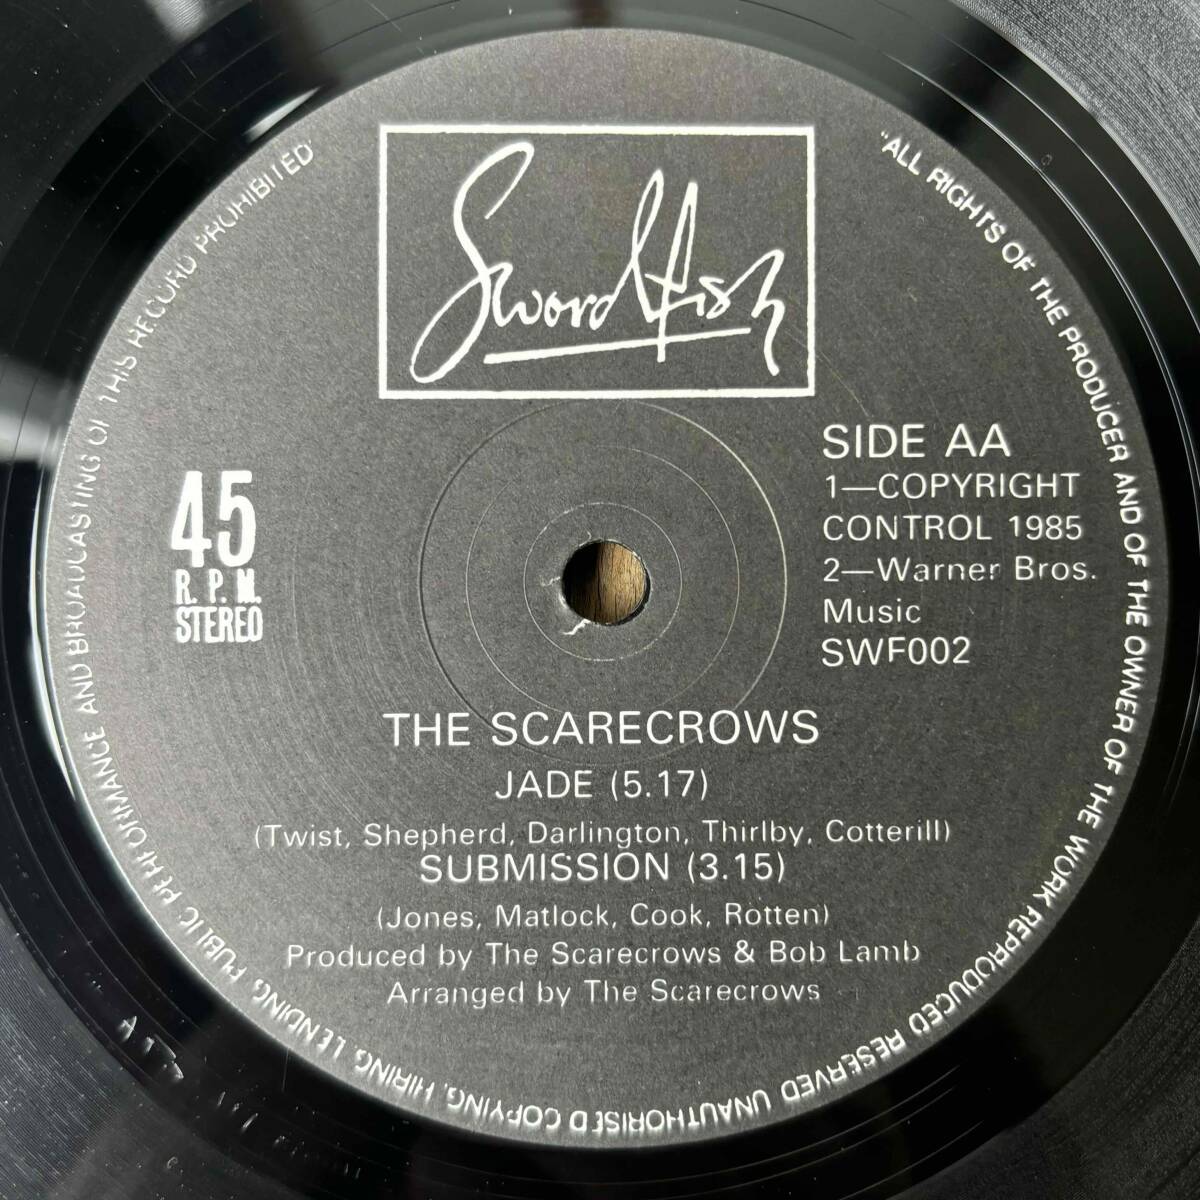 Swordfish
"ALL RIGHTS OF THE PRODUCER AND OF THE OWNER OF THE WORK REPRODUCED RESERVED UNAUTHORISED COPYING, HIRING, LENDING, PUBLIC PERFORMANCE AND BROADCASTING OF THIS RECORD PROHIBITED"
45
R.P.M.
STEREO
SIDE AA
1—COPYRIGHT
CONTROL 1985
2—Warner Bros.
Music
SWF002
THE SCARECROWS
JADE (5.17)
(Twist, Shepherd, Darlington, Thirlby, Cotterill)
SUBMISSION (3.15)
(Jones, Matlock, Cook, Rotten)
Produced by The Scarecrows & Bob Lamb
Arranged by The Scarecrows